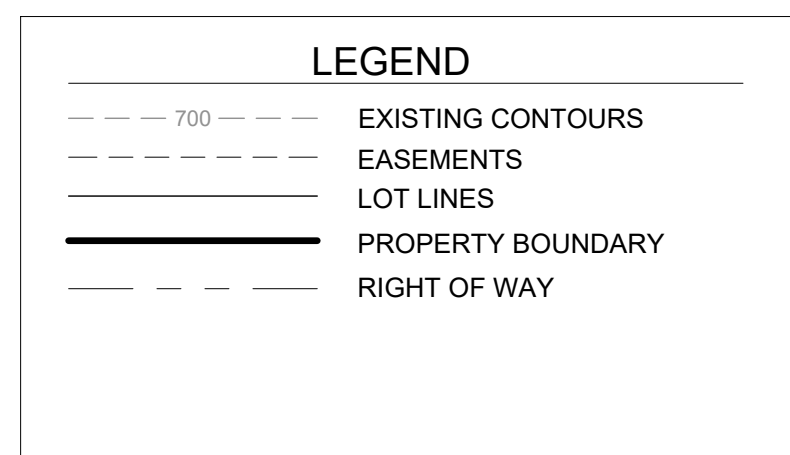 LEGEND
700 EXISTING CONTOURS
EASEMENTS
LOT LINES
PROPERTY BOUNDARY
RIGHT OF WAY